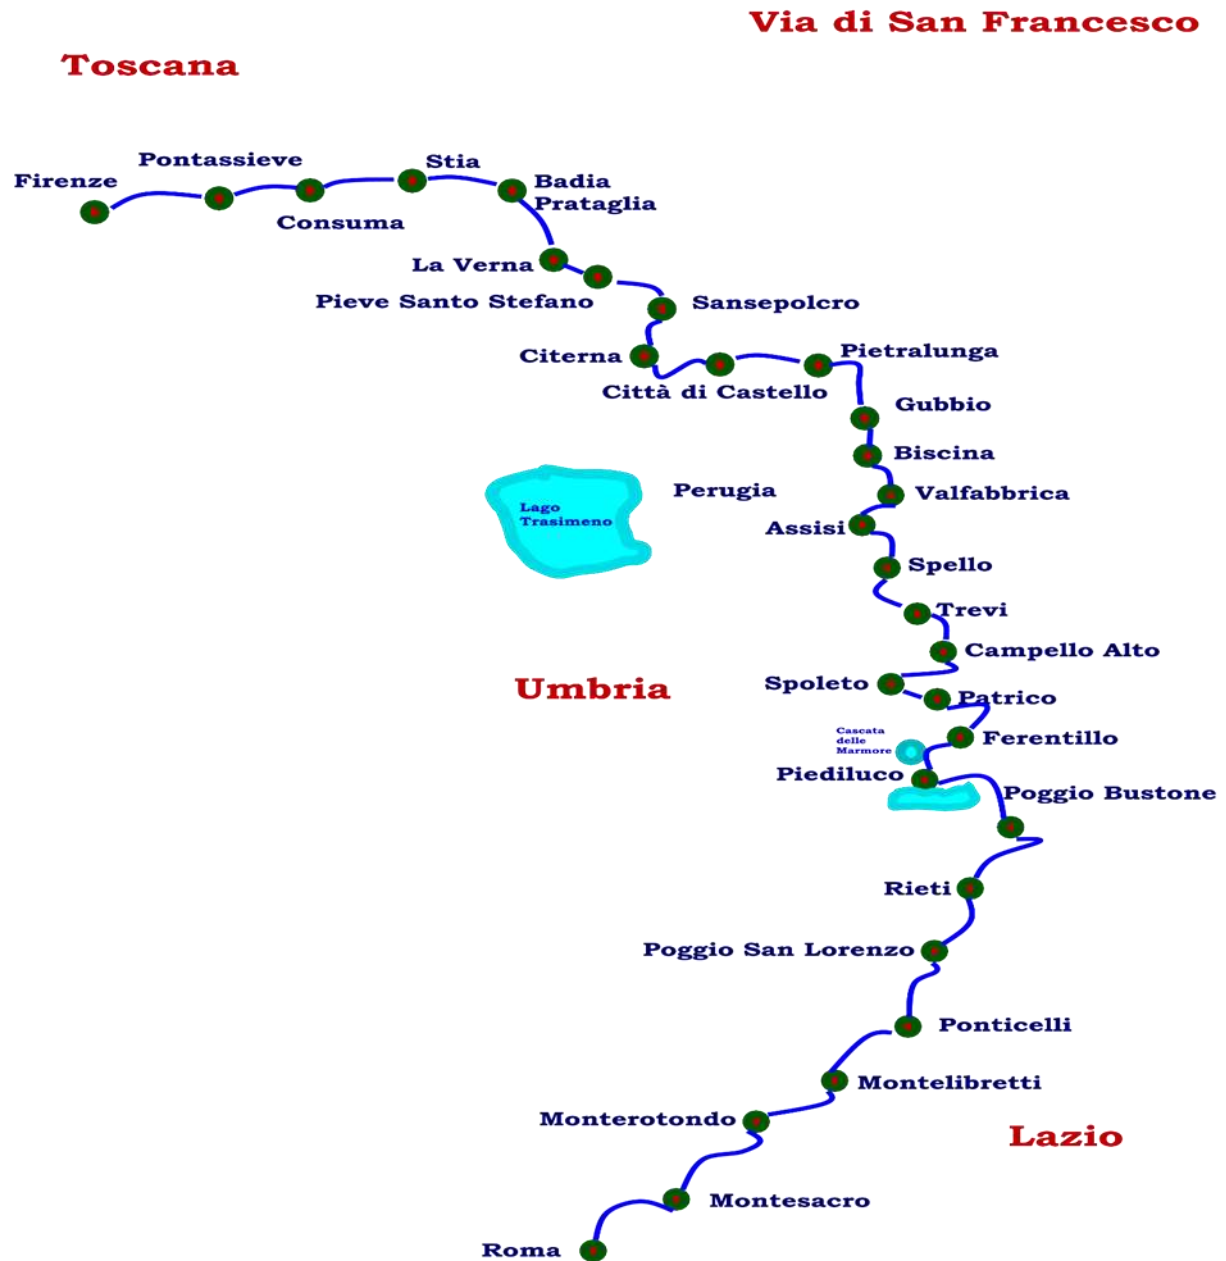 Via di San Francesco
Toscana
Pontassieve
Stia
Firenze
Badia
Prataglia
Consuma
La Verna
Pieve Santo Stefano
Sansepolcro
Citerna
Pietralunga
Città di Castello
Gubbio
Biscina
Perugia
Valfabbrica
Lago
Trasimeno
Assisi
Spello
Trevi
Campello Alto
Umbria
Spoleto
Patrico
Cascata
delle
Marmore
Ferentillo
Piediluco
Poggio Bustone
Rieti
Poggio San Lorenzo
Ponticelli
Montelibretti
Monterotondo
Lazio
Montesacro
Roma